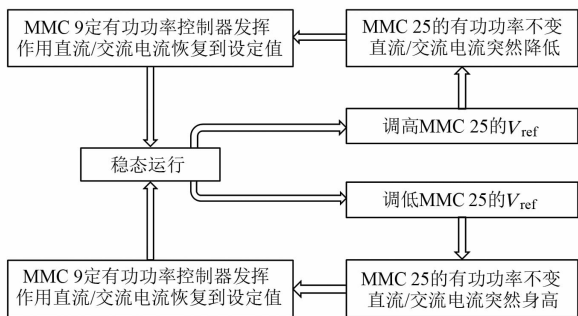 MMC 9定有功功率控制器发挥
作用直流/交流电流恢复到设定值
MMC 25的有功功率不变
直流/交流电流突然降低
调高MMC 25的Vref
稳态运行
调低MMC 25的Vref
MMC 9定有功功率控制器发挥
作用直流/交流电流恢复到设定值
MMC 25的有功功率不变
直流/交流电流突然身高